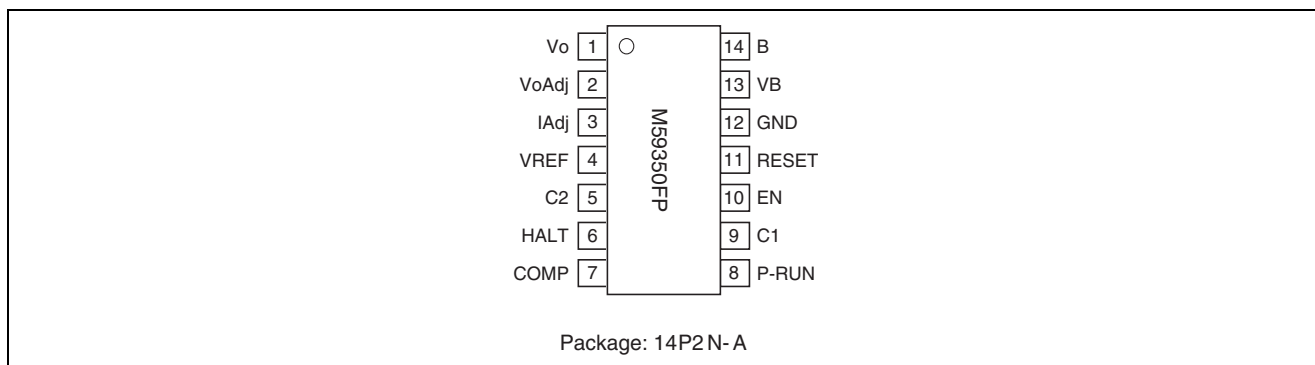 Vo 1 14 B
VoAdj 2 13 VB
IAdj 3 12 GND
VREF 4 11 RESET
C2 5 10 EN
HALT 6 9 C1
COMP 7 8 P-RUN
M59350FP
Package: 14P2N-A